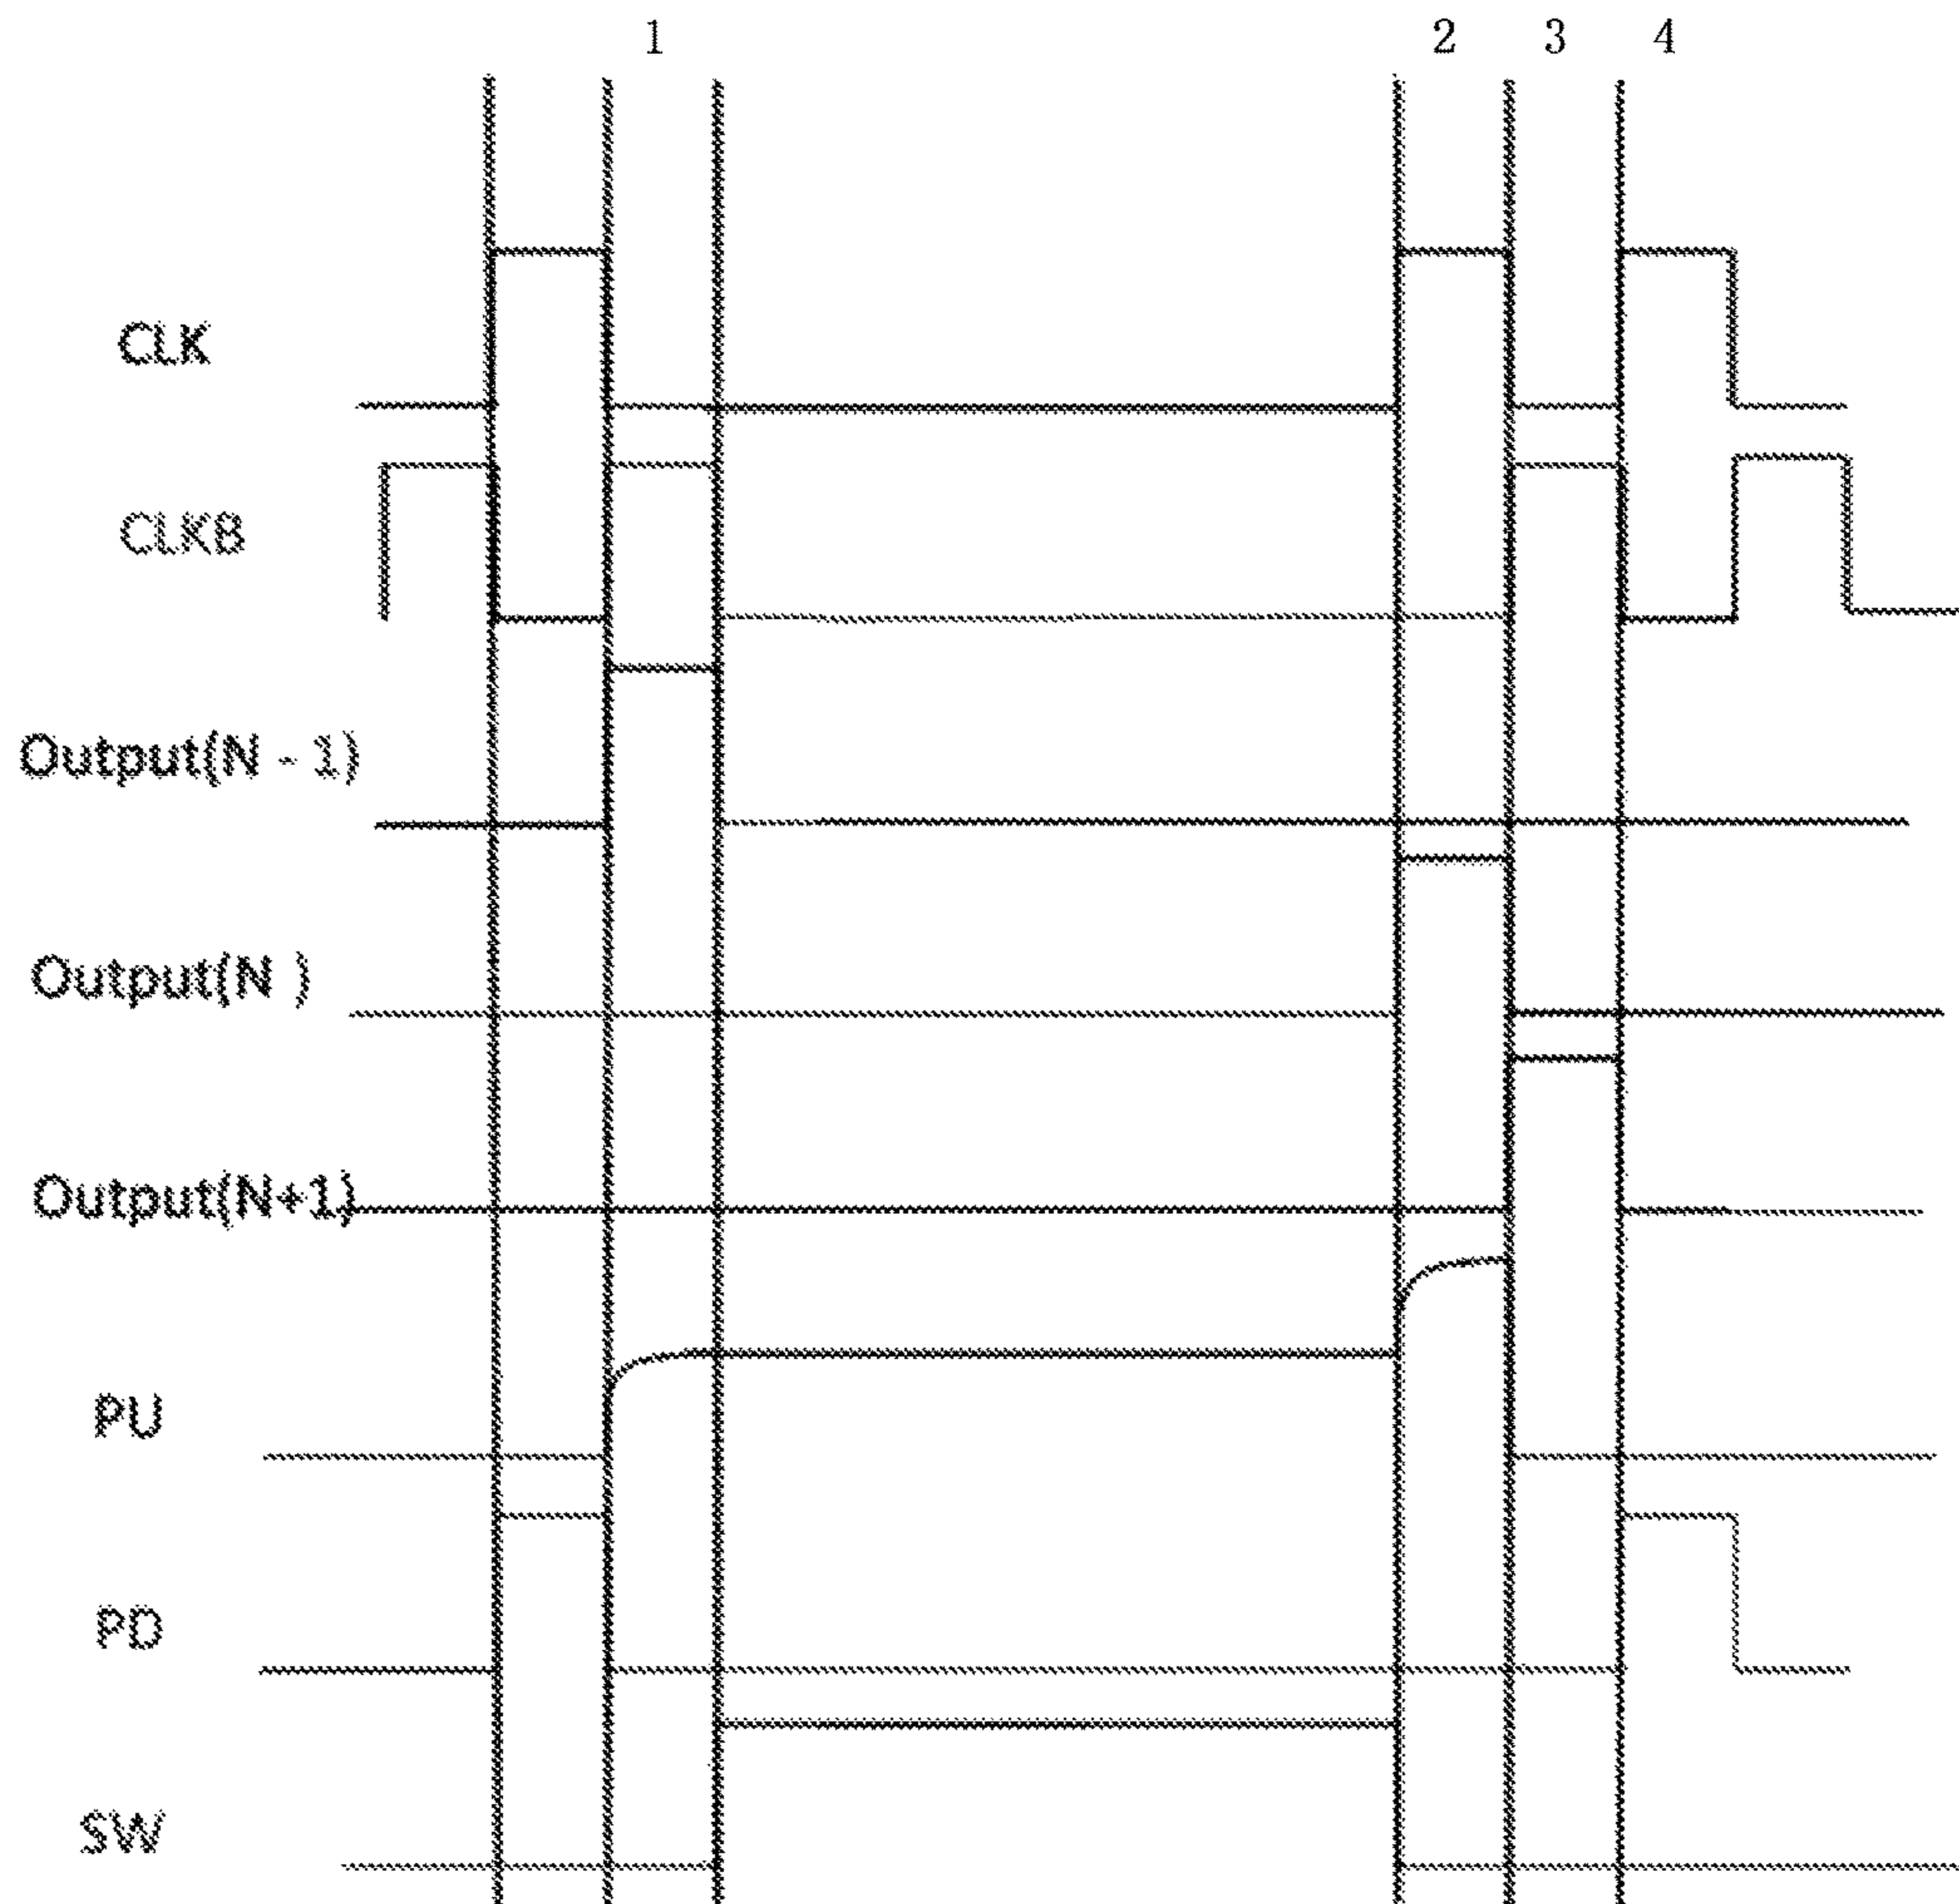 1 2 3 4
CLK
CLKB
Output(N - 1)
Output(N )
Output(N+1)
PU
PD
SW